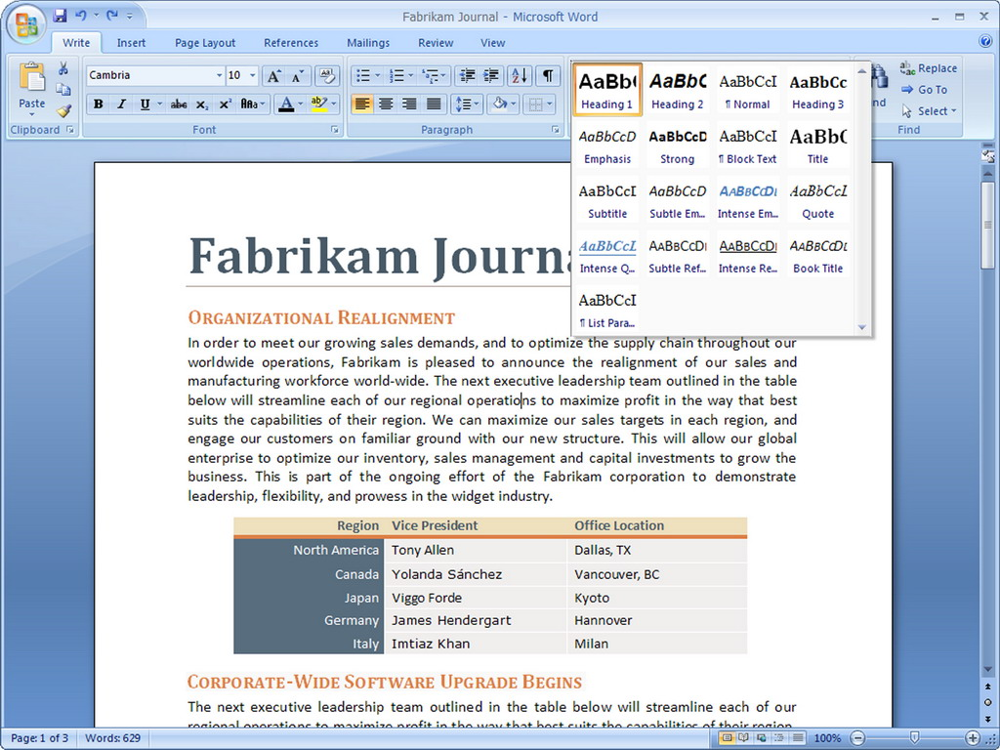 Fabrikam Journal - Microsoft Word
Write Insert Page Layout References Mailings Review View
Cambria 10
Paste
Clipboard Font Paragraph
AaBb( AaBbC AaBbCcI AaBbCc
Heading 1 Heading 2 ¶ Normal Heading 3
AaBbCcD AaBbCcD AaBbCcI AaBb(
Emphasis Strong ¶ Block Text Title
AaBbCcI AaBbCcD AaBbCcDi AaBbCcL
Subtitle Subtle Em... Intense Em... Quote
AaBbCcL AaBbCcDi AaBbCcDi AaBbCcDi
Intense Q... Subtle Ref... Intense Re... Book Title
AaBbCcI
¶ List Para...
Replace
Go To
Select
Find
Fabrikam Journ
Organizational Realignment
In order to meet our growing sales demands, and to optimize the supply chain throughout our
worldwide operations, Fabrikam is pleased to announce the realignment of our sales and
manufacturing workforce world-wide. The next executive leadership team outlined in the table
below will streamline each of our regional operations to maximize profit in the way that best
suits the capabilities of their region. We can maximize our sales targets in each region, and
engage our customers on familiar ground with our new structure. This will allow our global
enterprise to optimize our inventory, sales management and capital investments to grow the
business. This is part of the ongoing effort of the Fabrikam corporation to demonstrate
leadership, flexibility, and prowess in the widget industry.
Region Vice President Office Location
North America Tony Allen Dallas, TX
Canada Yolanda Sánchez Vancouver, BC
Japan Viggo Forde Kyoto
Germany James Hendergart Hannover
Italy Imtiaz Khan Milan
Corporate-Wide Software Upgrade Begins
The next executive leadership team outlined in the table below will streamline each of our
regional operations to maximize profit in the way that best suits the capabilities of their region.
Page: 1 of 3 Words: 629 100%